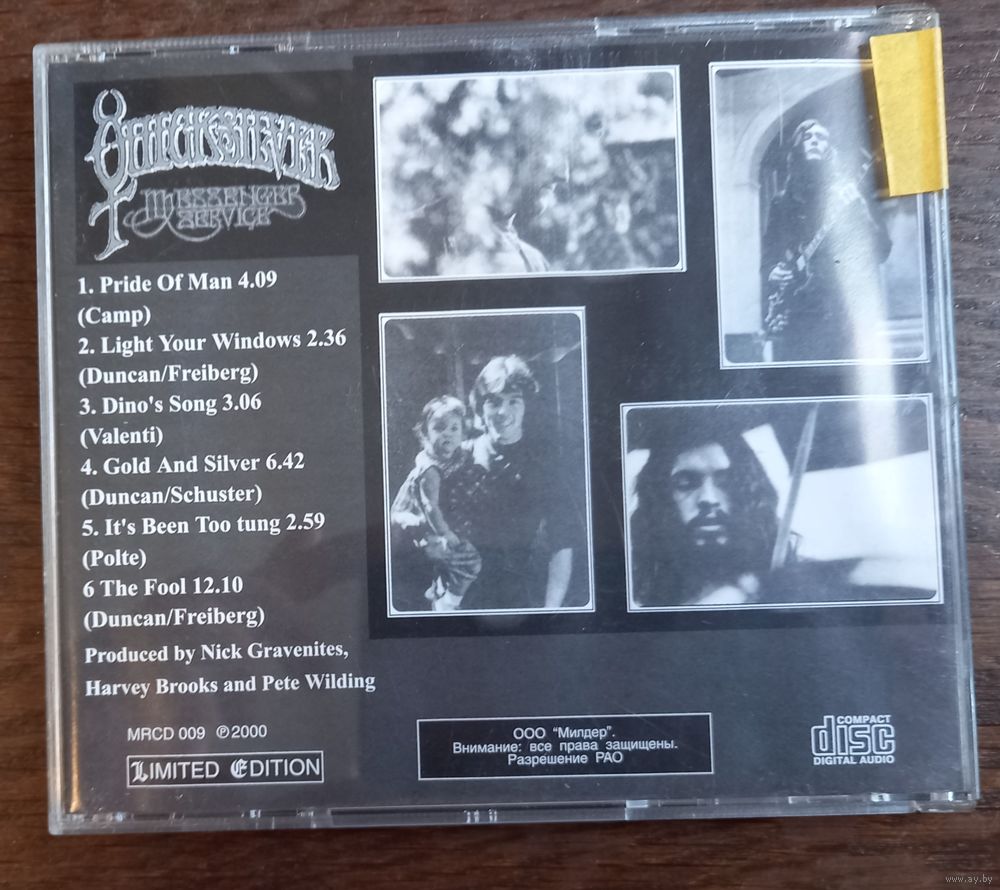 QUICKSILVER
MESSENGER
SERVICE
1. Pride Of Man 4.09
(Camp)
2. Light Your Windows 2.36
(Duncan/Freiberg)
3. Dino's Song 3.06
(Valenti)
4. Gold And Silver 6.42
(Duncan/Schuster)
5. It's Been Too tung 2.59
(Polte)
6 The Fool 12.10
(Duncan/Freiberg)
Produced by Nick Gravenites,
Harvey Brooks and Pete Wilding
MRCD 009 ℗2000
LIMITED EDITION
ООО "Милдер".
Внимание: все права защищены.
Разрешение РАО
COMPACT
disc
DIGITAL AUDIO
www.ay.by